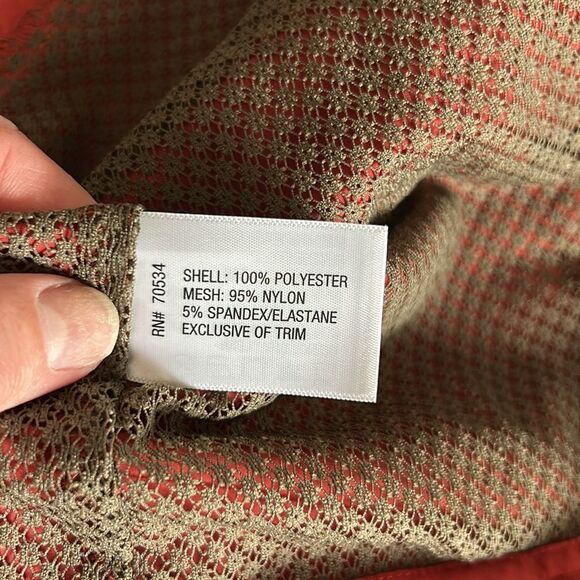 RN# 70534
SHELL: 100% POLYESTER
MESH: 95% NYLON
5% SPANDEX/ELASTANE
EXCLUSIVE OF TRIM